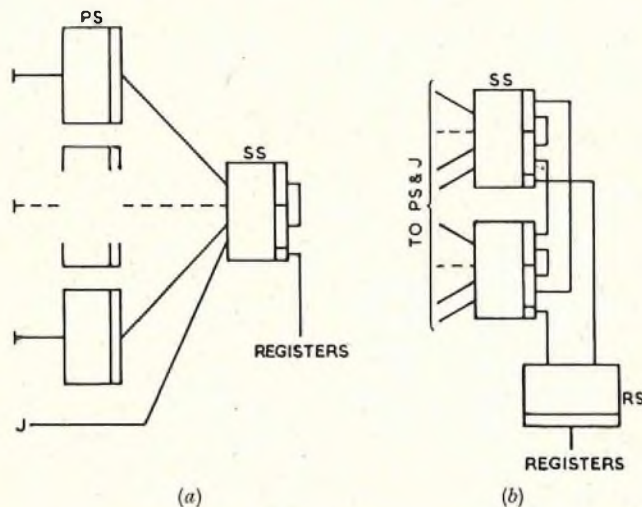 PS
SS
REGISTERS
J
(a)
SS
TO PS & J
RS
REGISTERS
(b)